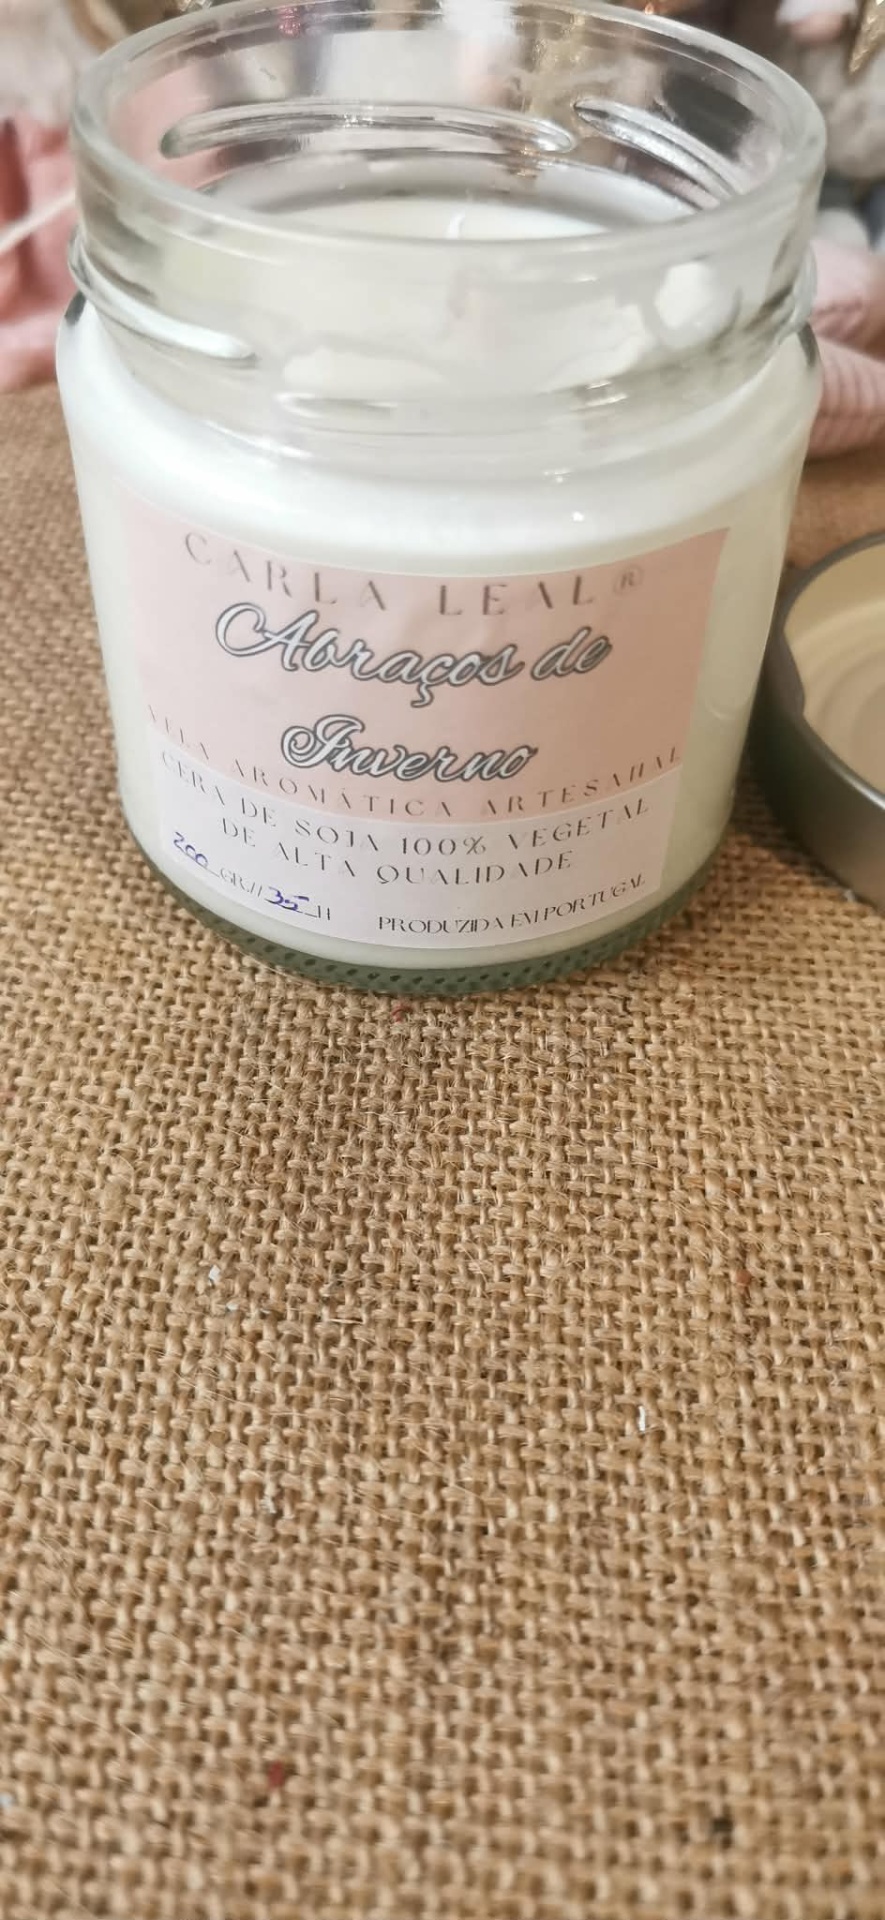 CARLA LEAL®
Abraços de
Inverno
VELA AROMÁTICA ARTESANAL
CERA DE SOJA 100% VEGETAL
DE ALTA QUALIDADE
200 GR.// 35 H PRODUZIDA EM PORTUGAL